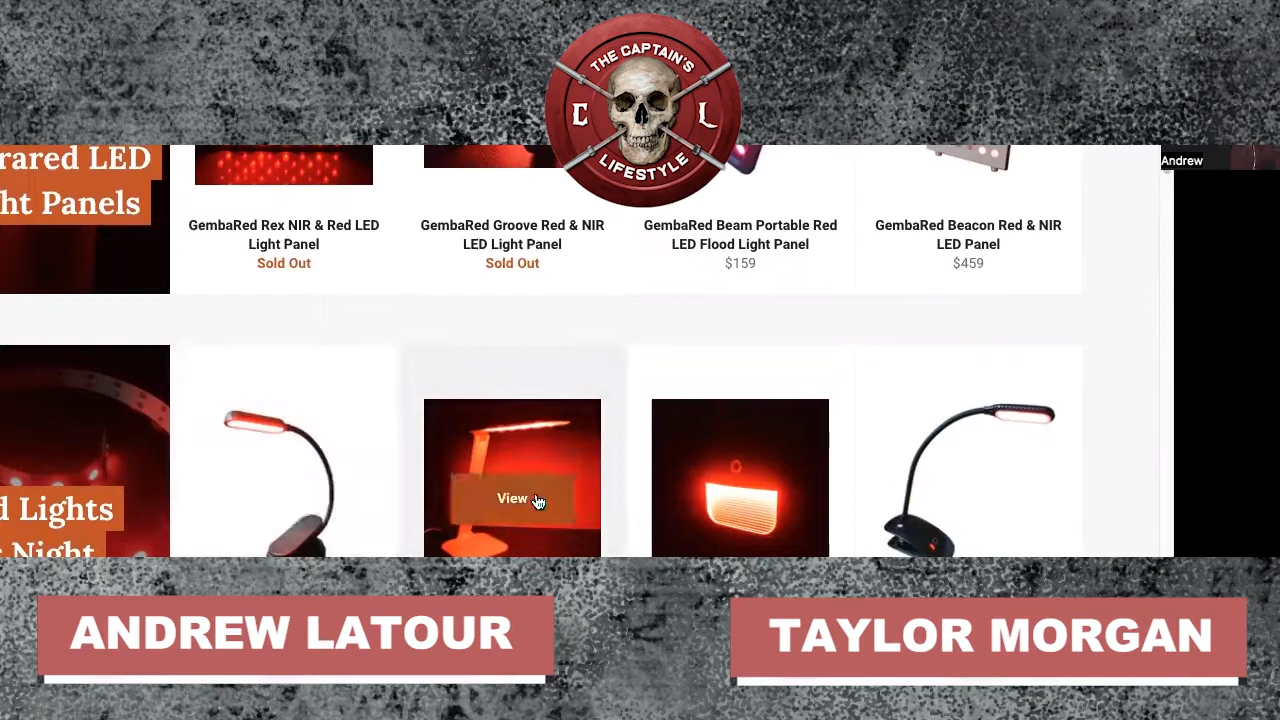 THE CAPTAIN'S
C L
LIFESTYLE
Andrew
rared LED
ht Panels
GembaRed Rex NIR & Red LED
Light Panel
Sold Out
GembaRed Groove Red & NIR
LED Light Panel
Sold Out
GembaRed Beam Portable Red
LED Flood Light Panel
$159
GembaRed Beacon Red & NIR
LED Panel
$459
d Lights
Night
View
ANDREW LATOUR
TAYLOR MORGAN